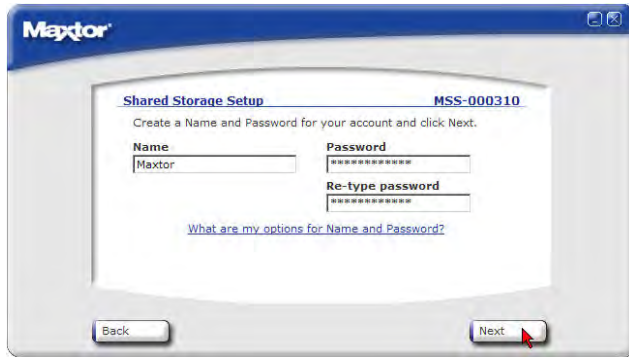 Maxtor
Shared Storage Setup MSS-000310
Create a Name and Password for your account and click Next.
Name Password
Maxtor ************
Re-type password
************
What are my options for Name and Password?
Back Next